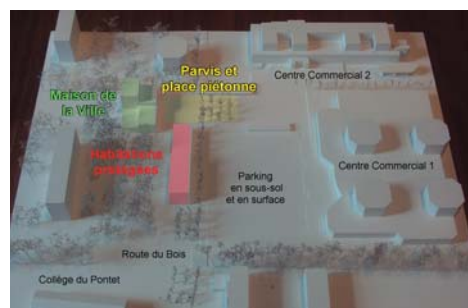 Parvis et
place piétonne
Centre Commercial 2
Maison de
la Ville
Habitations
protégées
Centre Commercial 1
Parking
en sous-sol
et en surface
Route du Bois
Collège du Pontet